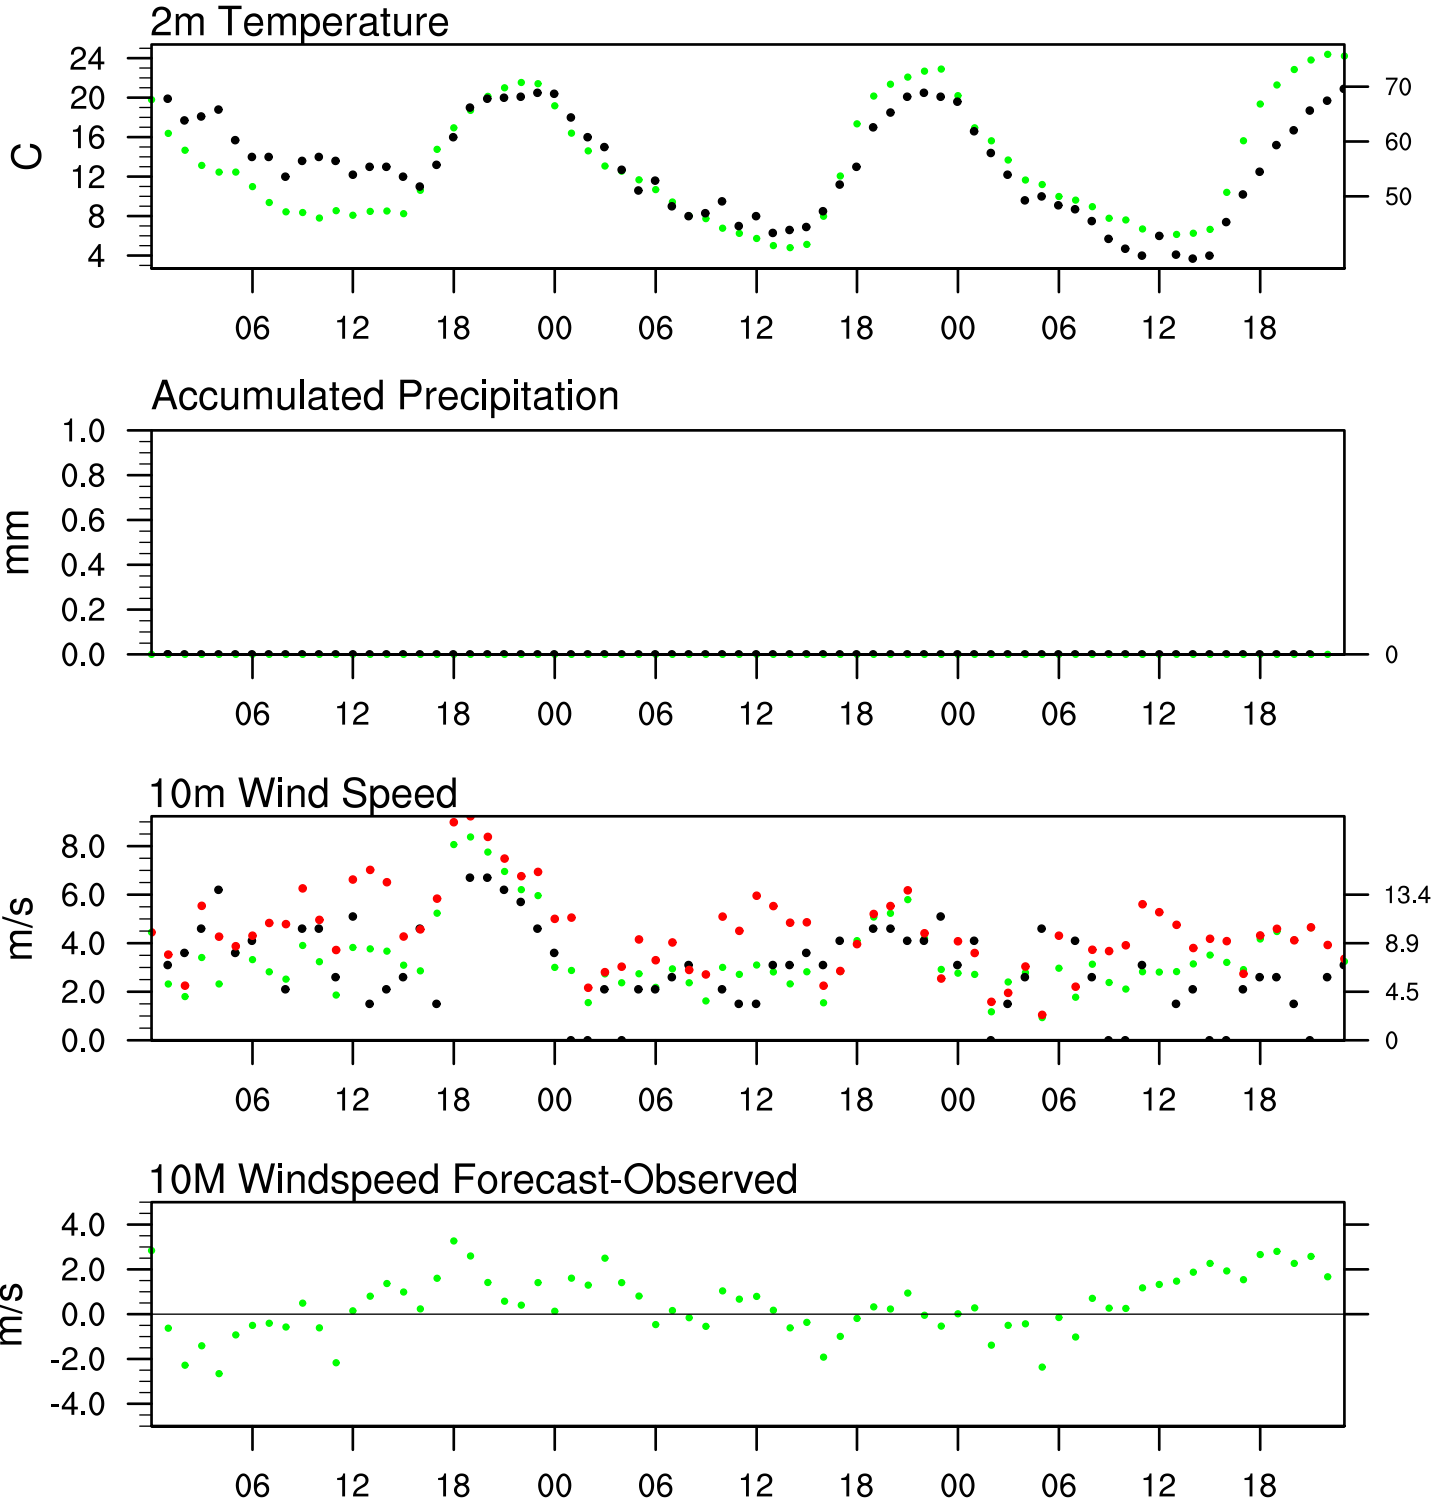 2m Temperature
24
20
16
12
8
4
C
70
60
50
06 12 18 00 06 12 18 00 06 12 18
Accumulated Precipitation
1.0
0.8
0.6
0.4
0.2
0.0
mm
0
06 12 18 00 06 12 18 00 06 12 18
10m Wind Speed
8.0
6.0
4.0
2.0
0.0
m/s
13.4
8.9
4.5
0
06 12 18 00 06 12 18 00 06 12 18
10M Windspeed Forecast-Observed
4.0
2.0
0.0
-2.0
-4.0
m/s
06 12 18 00 06 12 18 00 06 12 18